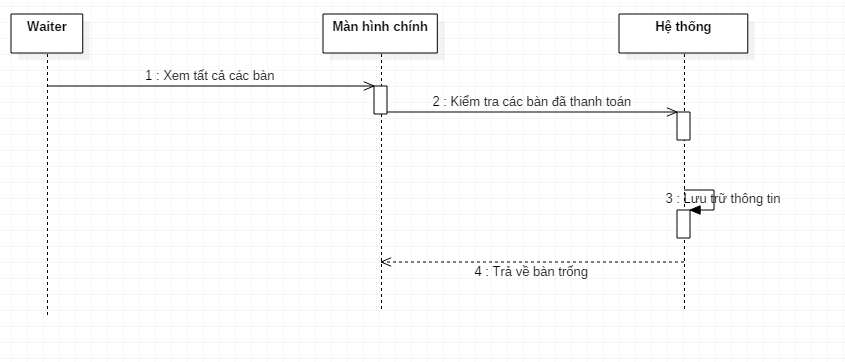 Waiter
Màn hình chính
Hệ thống
1 : Xem tất cả các bàn
2 : Kiểm tra các bàn đã thanh toán
3 : Lưu trữ thông tin
4 : Trả về bàn trống